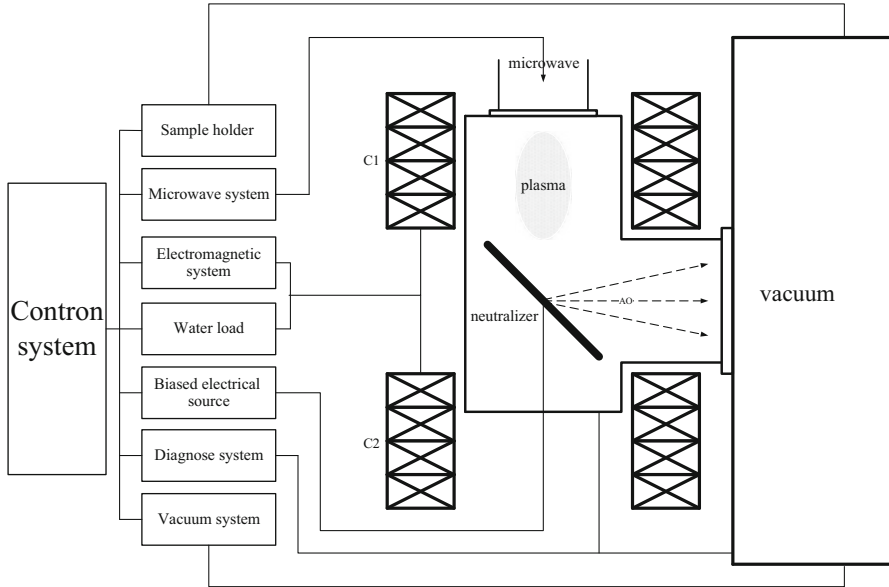 Contron
system
Sample holder
Microwave system
Electromagnetic
system
Water load
Biased electrical
source
Diagnose system
Vacuum system
C1
C2
microwave
plasma
neutralizer
AO
vacuum